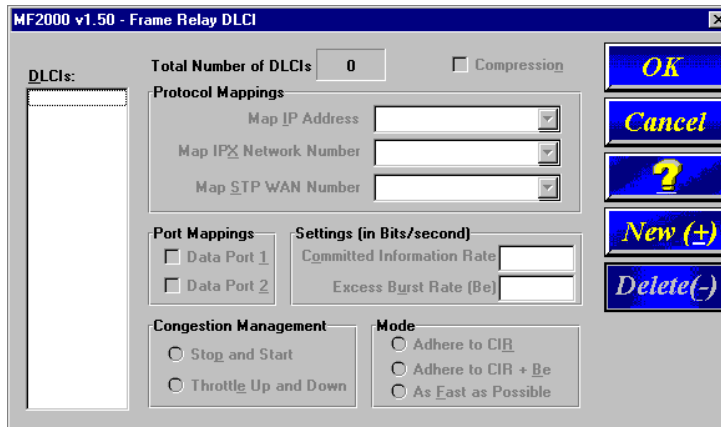 MF2000 v1.50 - Frame Relay DLCI
DLCIs:
Total Number of DLCIs 0
Compression
Protocol Mappings
Map IP Address
Map IPX Network Number
Map STP WAN Number
Port Mappings
Data Port 1
Data Port 2
Settings (in Bits/second)
Committed Information Rate
Excess Burst Rate (Be)
Congestion Management
Stop and Start
Throttle Up and Down
Mode
Adhere to CIR
Adhere to CIR + Be
As Fast as Possible
OK
Cancel
?
New (+)
Delete(-)